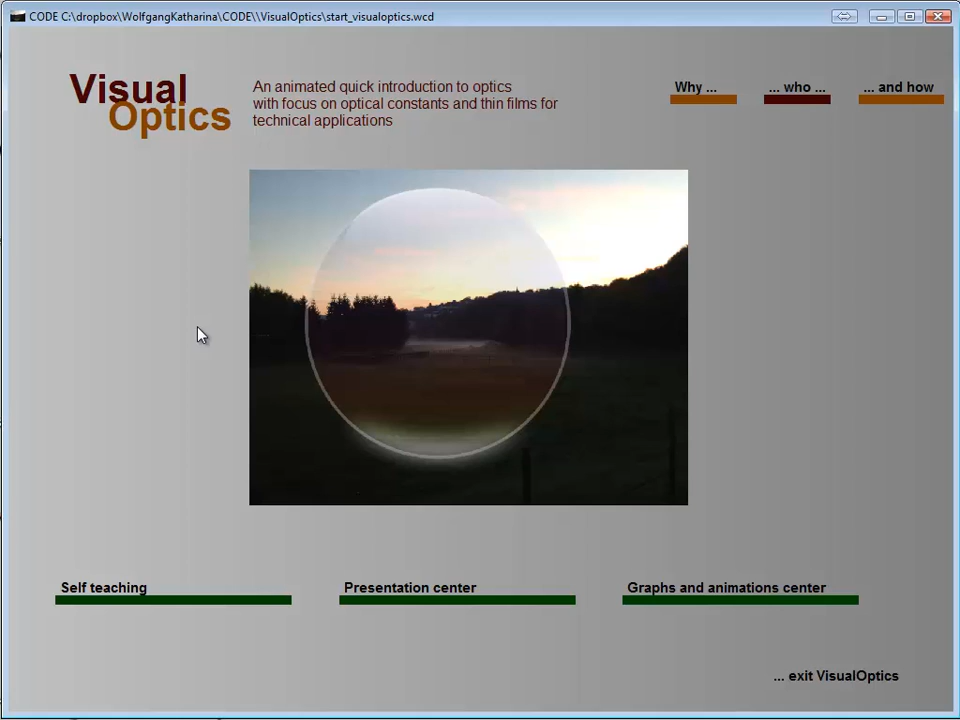 CODE C:\dropbox\WolfgangKatharina\CODE\\VisualOptics\start_visualoptics.wcd
Visual
Optics
An animated quick introduction to optics
with focus on optical constants and thin films for
technical applications
Why ...
... who ...
... and how
Self teaching
Presentation center
Graphs and animations center
... exit VisualOptics